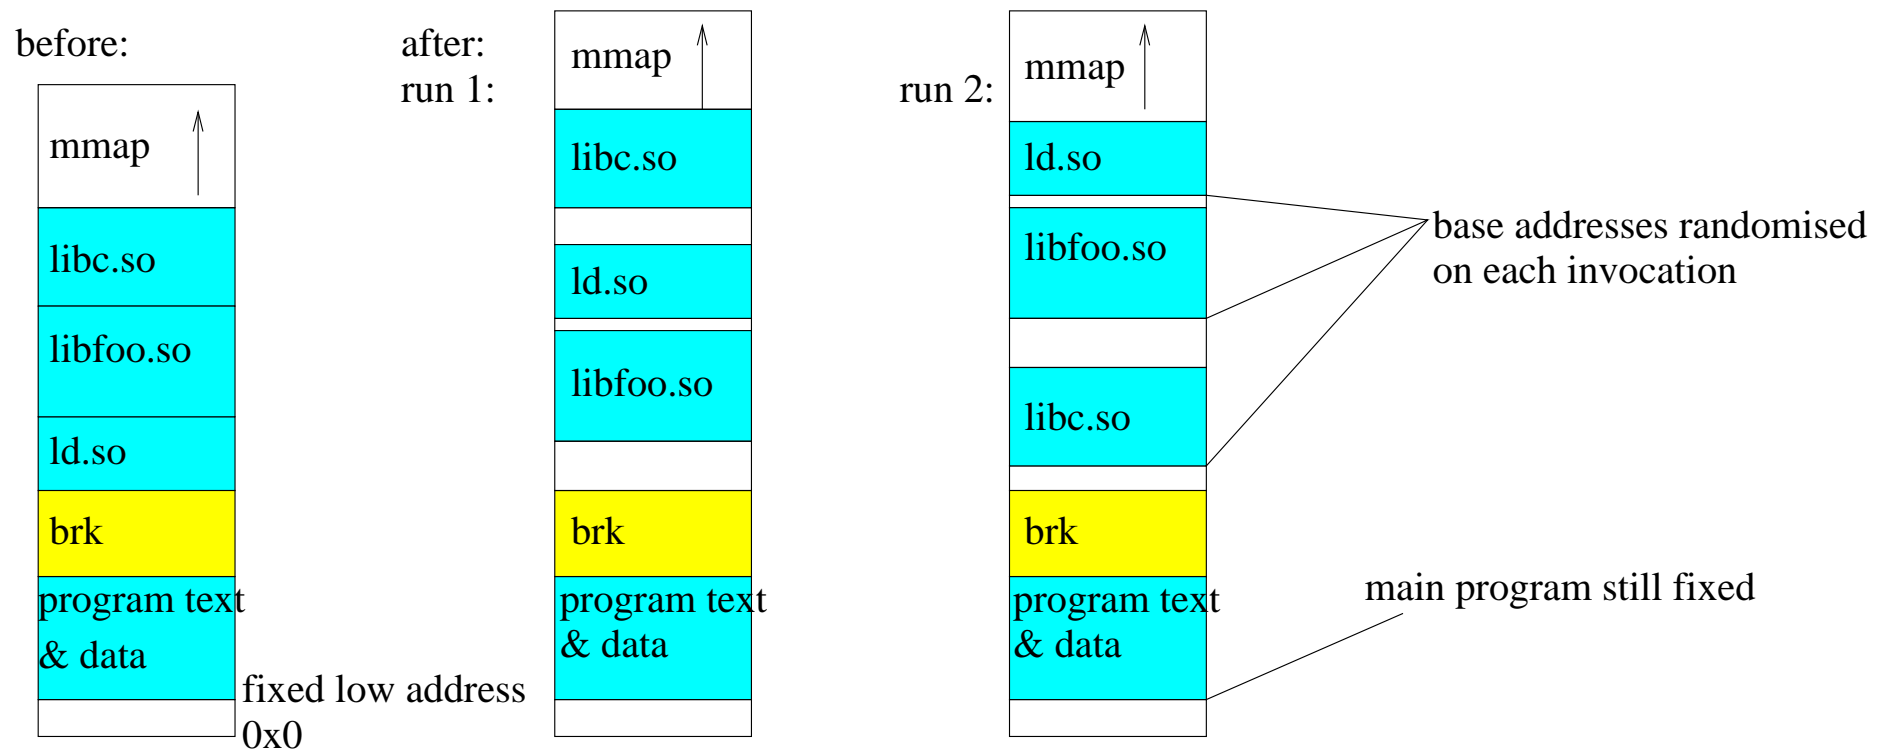 before:
mmap
libc.so
libfoo.so
ld.so
brk
program text
& data
fixed low address
0x0
after:
run 1:
mmap
libc.so
ld.so
libfoo.so
brk
program text
& data
run 2:
mmap
ld.so
libfoo.so
libc.so
brk
program text
& data
base addresses randomised
on each invocation
main program still fixed